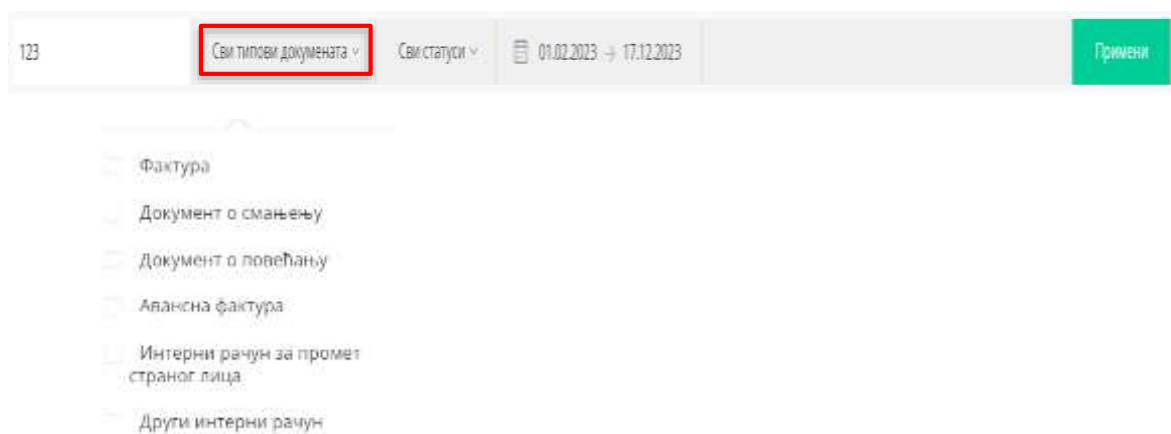 123
Сви типови докумената
Сви статуси
01.02.2023 → 17.12.2023
Примени
Фактура
Документ о смањењу
Документ о повећању
Авансна фактура
Интерни рачун за промет
страног лица
Други интерни рачун